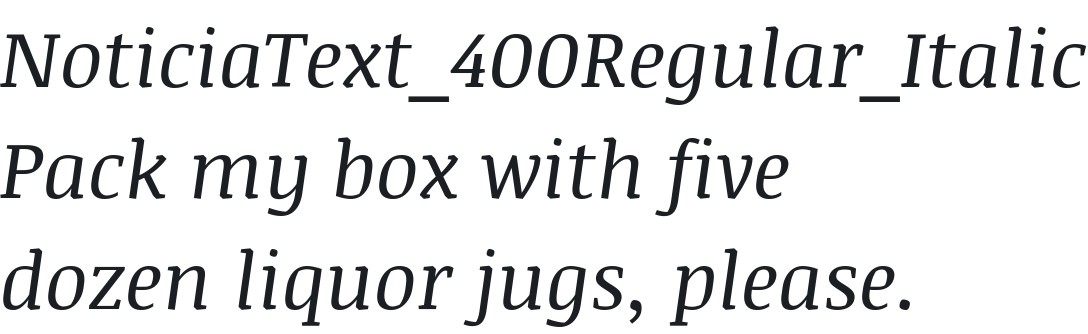 NoticiaText_400Regular_Italic
Pack my box with five
dozen liquor jugs, please.